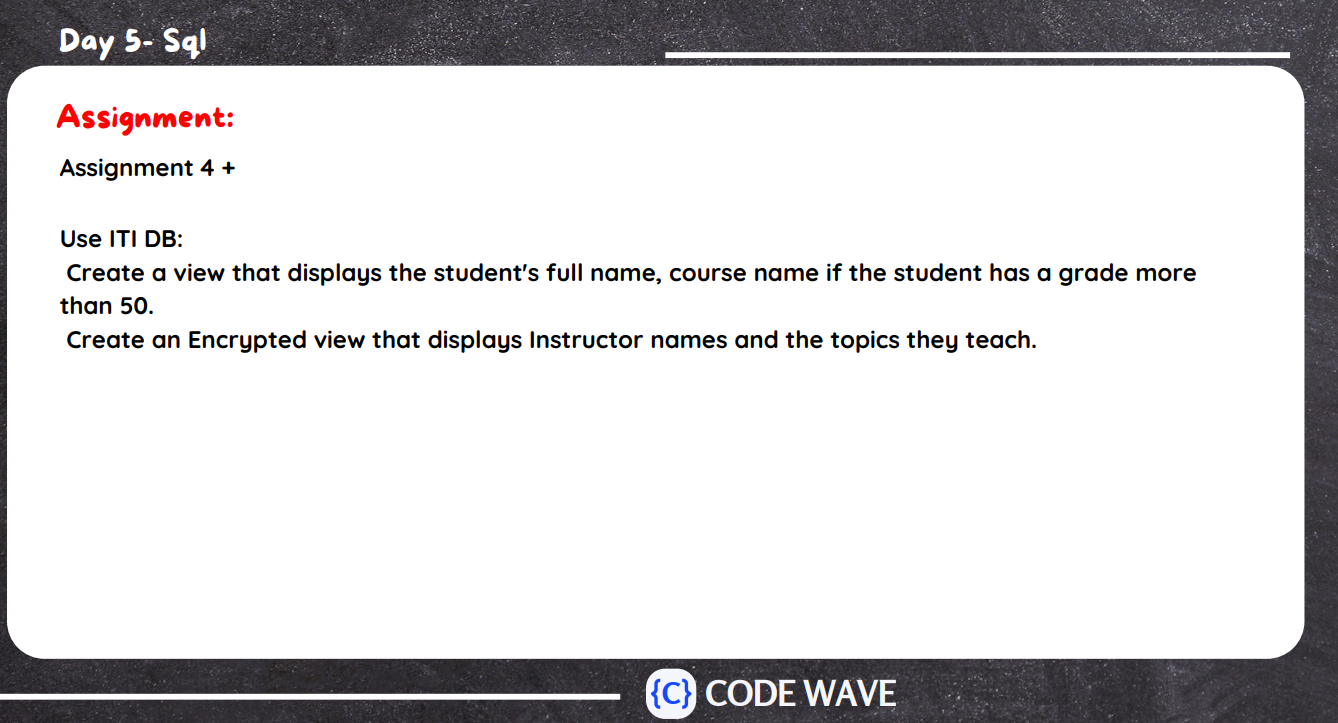 Day 5- Sql
Assignment:
Assignment 4 +
Use ITI DB:
Create a view that displays the student's full name, course name if the student has a grade more
than 50.
Create an Encrypted view that displays Instructor names and the topics they teach.
{C} CODE WAVE